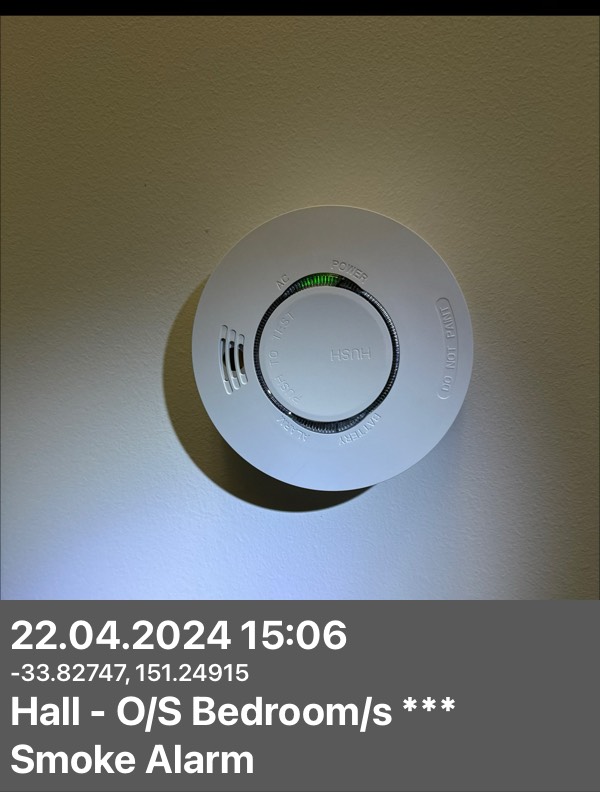 AC POWER
PUSH TO TEST
HUSH
ALARM
BATTERY
DO NOT PAINT
22.04.2024 15:06
-33.82747, 151.24915
Hall - O/S Bedroom/s ***
Smoke Alarm